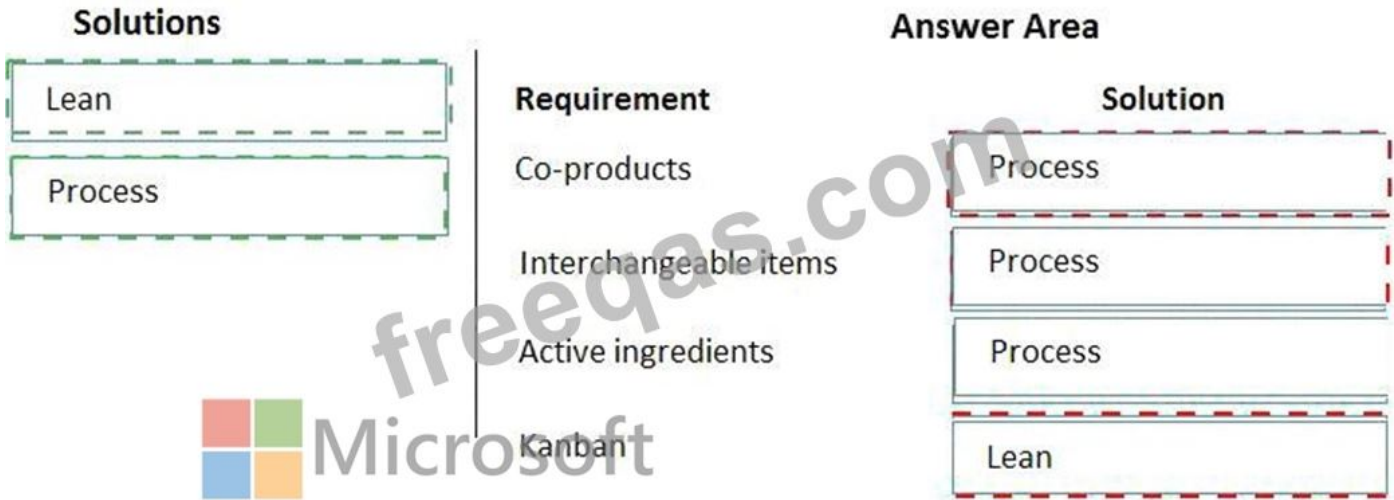 Solutions
Answer Area
Lean
Process
Requirement
Solution
Co-products
Process
Interchangeable items
Process
Active ingredients
Process
Kanban
Lean
freeqas.com
Microsoft